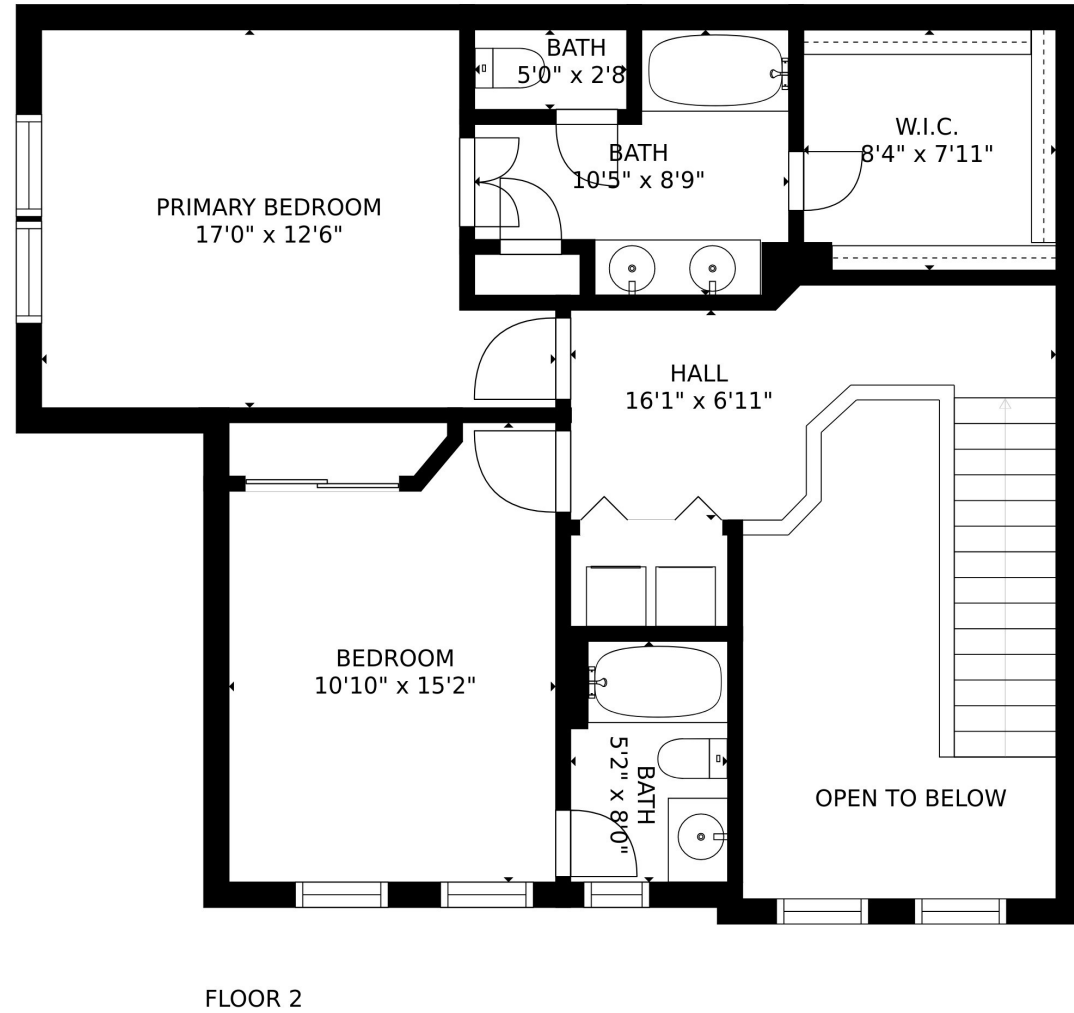 BATH
5'0" x 2'8
PRIMARY BEDROOM
17'0" x 12'6"
BATH
10'5" x 8'9"
W.I.C.
8'4" x 7'11"
HALL
16'1" x 6'11"
BEDROOM
10'10" x 15'2"
BATH
5'2" x 8'0"
OPEN TO BELOW
FLOOR 2